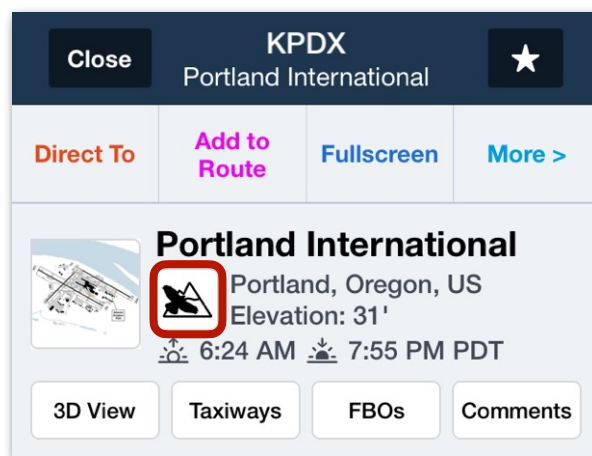 Close
KPDX
Portland International
Direct To
Add to
Route
Fullscreen
More >
Portland International
Portland, Oregon, US
Elevation: 31'
6:24 AM 7:55 PM PDT
3D View
Taxiways
FBOs
Comments